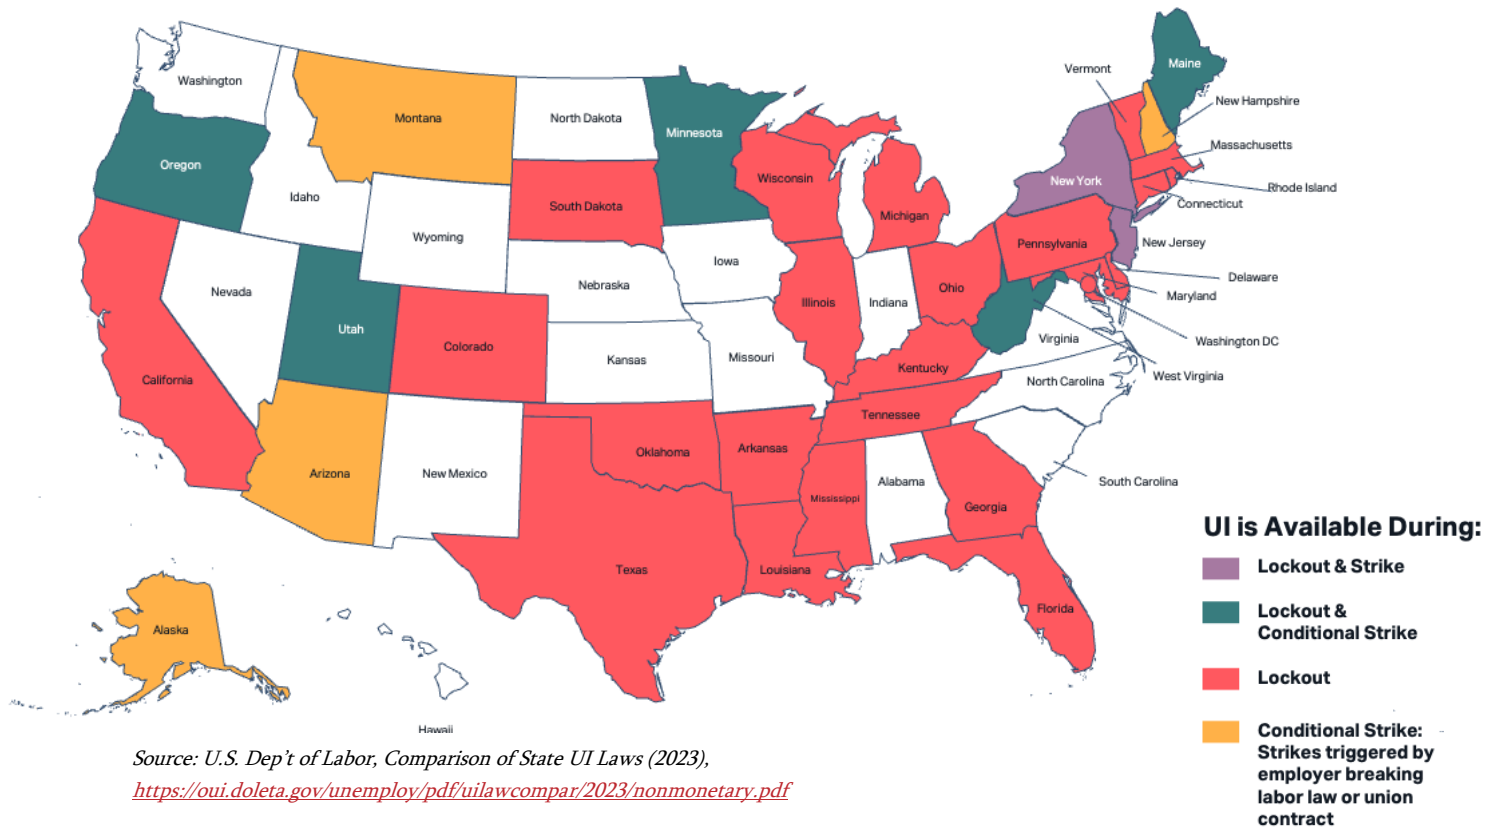 Maine
Vermont
Washington
New Hampshire
Montana
North Dakota
Minnesota
Massachusetts
Oregon
Wisconsin
New York
Rhode Island
Idaho
South Dakota
Connecticut
Michigan
Wyoming
Pennsylvania
New Jersey
Iowa
Delaware
Nebraska
Ohio
Nevada
Maryland
Illinois
Indiana
Utah
Virginia
Washington DC
Colorado
Kansas
Missouri
Kentucky
West Virginia
California
North Carolina
Tennessee
Arkansas
Oklahoma
Arizona
New Mexico
Alabama
South Carolina
Mississippi
Georgia
Texas
Louisiana
Florida
Alaska
Hawaii
UI is Available During:
Lockout & Strike
Lockout &
Conditional Strike
Lockout
Conditional Strike:
Strikes triggered by
employer breaking
labor law or union
contract
Source: U.S. Dep't of Labor, Comparison of State UI Laws (2023),
https://oui.doleta.gov/unemploy/pdf/uilawcompar/2023/nonmonetary.pdf